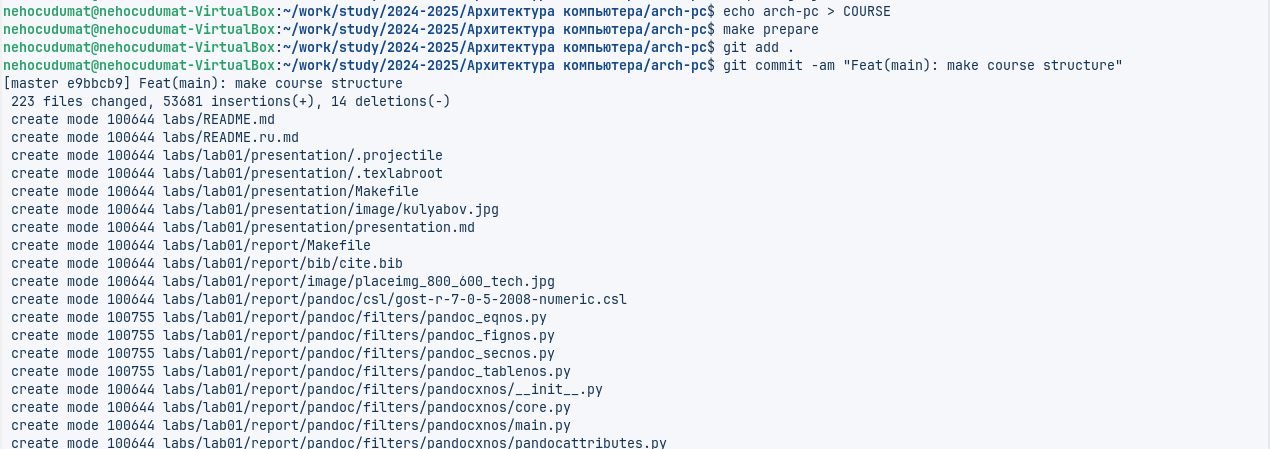 nehocudumat@nehocudumat-VirtualBox:~/work/study/2024-2025/Архитектура компьютера/arch-pc$ echo arch-pc > COURSE
nehocudumat@nehocudumat-VirtualBox:~/work/study/2024-2025/Архитектура компьютера/arch-pc$ make prepare
nehocudumat@nehocudumat-VirtualBox:~/work/study/2024-2025/Архитектура компьютера/arch-pc$ git add .
nehocudumat@nehocudumat-VirtualBox:~/work/study/2024-2025/Архитектура компьютера/arch-pc$ git commit -am "Feat(main): make course structure"
[master e9bbcb9] Feat(main): make course structure
 223 files changed, 53681 insertions(+), 14 deletions(-)
 create mode 100644 labs/README.md
 create mode 100644 labs/README.ru.md
 create mode 100644 labs/lab01/presentation/.projectile
 create mode 100644 labs/lab01/presentation/.texlabroot
 create mode 100644 labs/lab01/presentation/Makefile
 create mode 100644 labs/lab01/presentation/image/kulyabov.jpg
 create mode 100644 labs/lab01/presentation/presentation.md
 create mode 100644 labs/lab01/report/Makefile
 create mode 100644 labs/lab01/report/bib/cite.bib
 create mode 100644 labs/lab01/report/image/placeimg_800_600_tech.jpg
 create mode 100644 labs/lab01/report/pandoc/csl/gost-r-7-0-5-2008-numeric.csl
 create mode 100755 labs/lab01/report/pandoc/filters/pandoc_eqnos.py
 create mode 100755 labs/lab01/report/pandoc/filters/pandoc_fignos.py
 create mode 100755 labs/lab01/report/pandoc/filters/pandoc_secnos.py
 create mode 100755 labs/lab01/report/pandoc/filters/pandoc_tablenos.py
 create mode 100644 labs/lab01/report/pandoc/filters/pandocxnos/__init__.py
 create mode 100644 labs/lab01/report/pandoc/filters/pandocxnos/core.py
 create mode 100644 labs/lab01/report/pandoc/filters/pandocxnos/main.py
 create mode 100644 labs/lab01/report/pandoc/filters/pandocxnos/pandocattributes.py